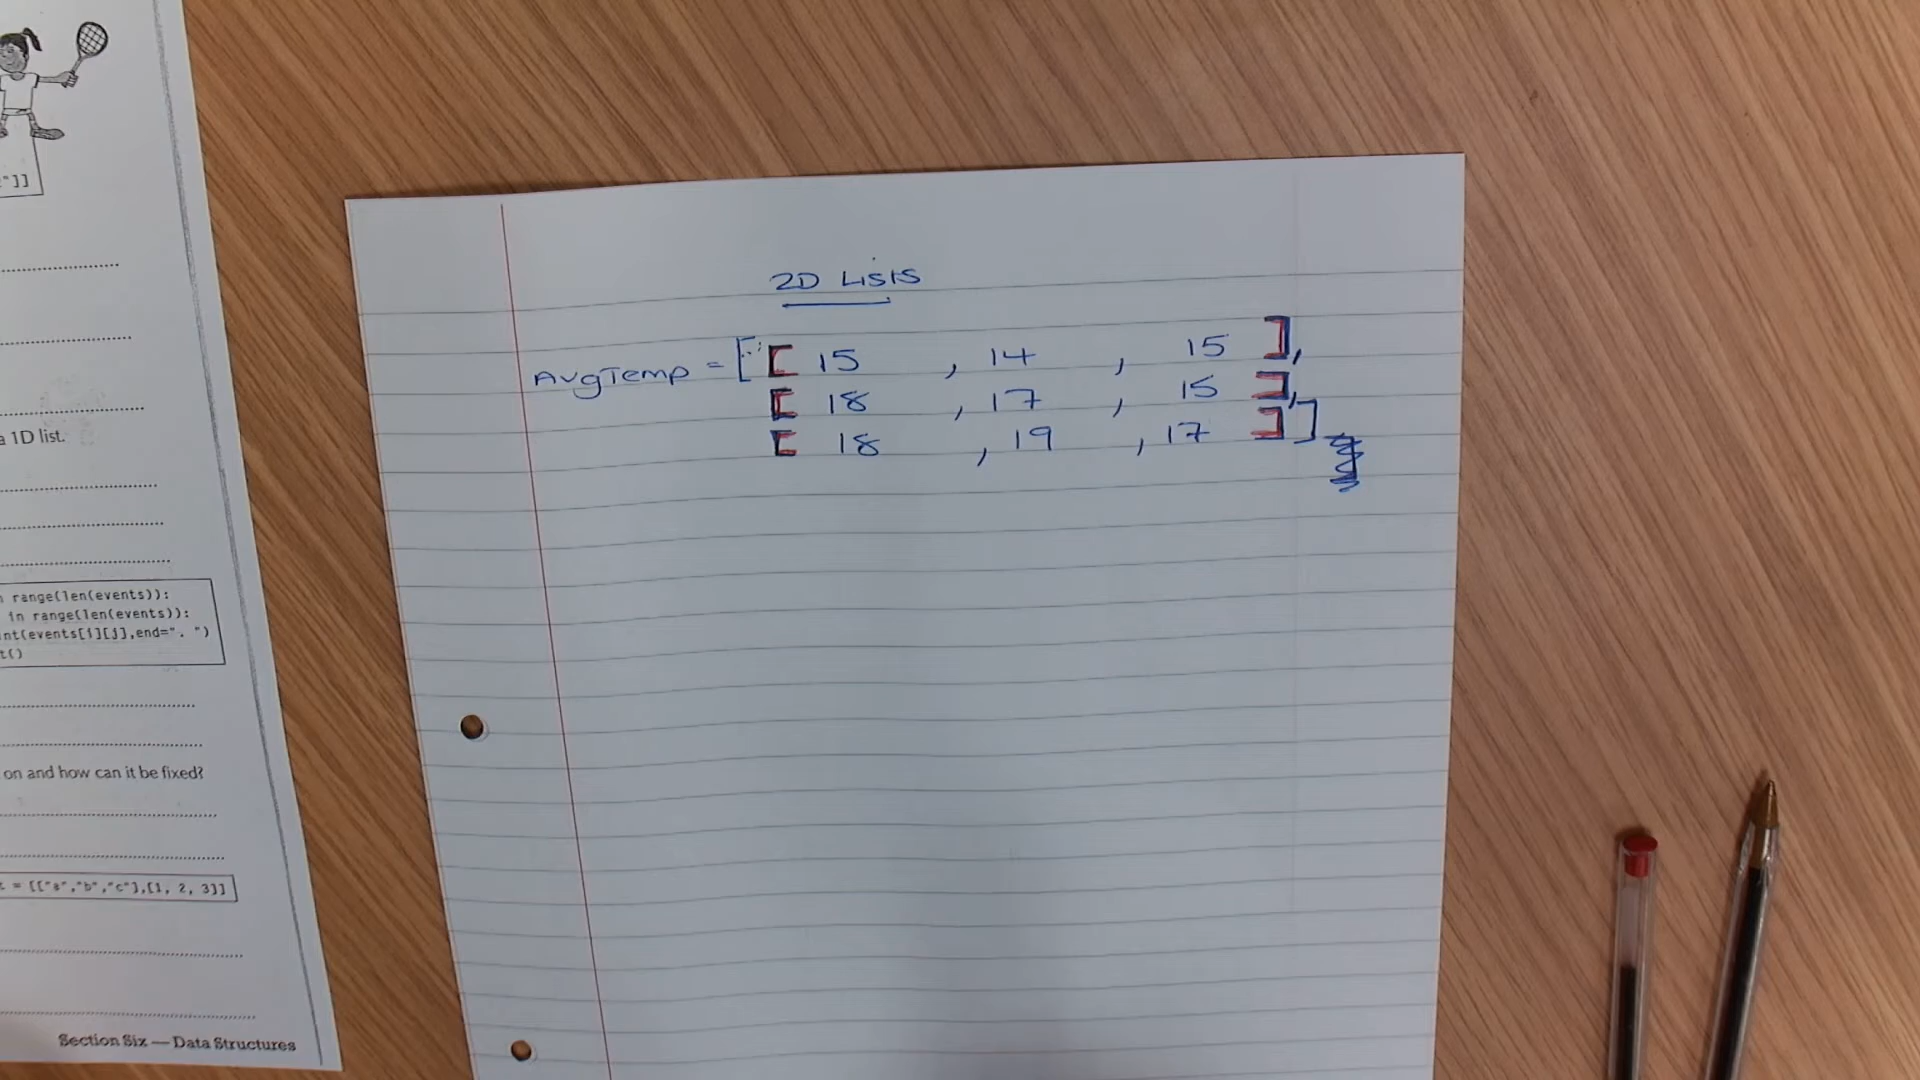 "]]
a 1D list.
range(len(events)):
in range(len(events)):
int(events[i][j],end=". ")
t()
on and how can it be fixed?
t = [["a","b","c"],[1, 2, 3]]
Section Six — Data Structures
2D Lists
AvgTemp = [[ 15 , 14 , 15 ],
[ 18 , 17 , 15 ],
[ 18 , 19 , 17 ]]